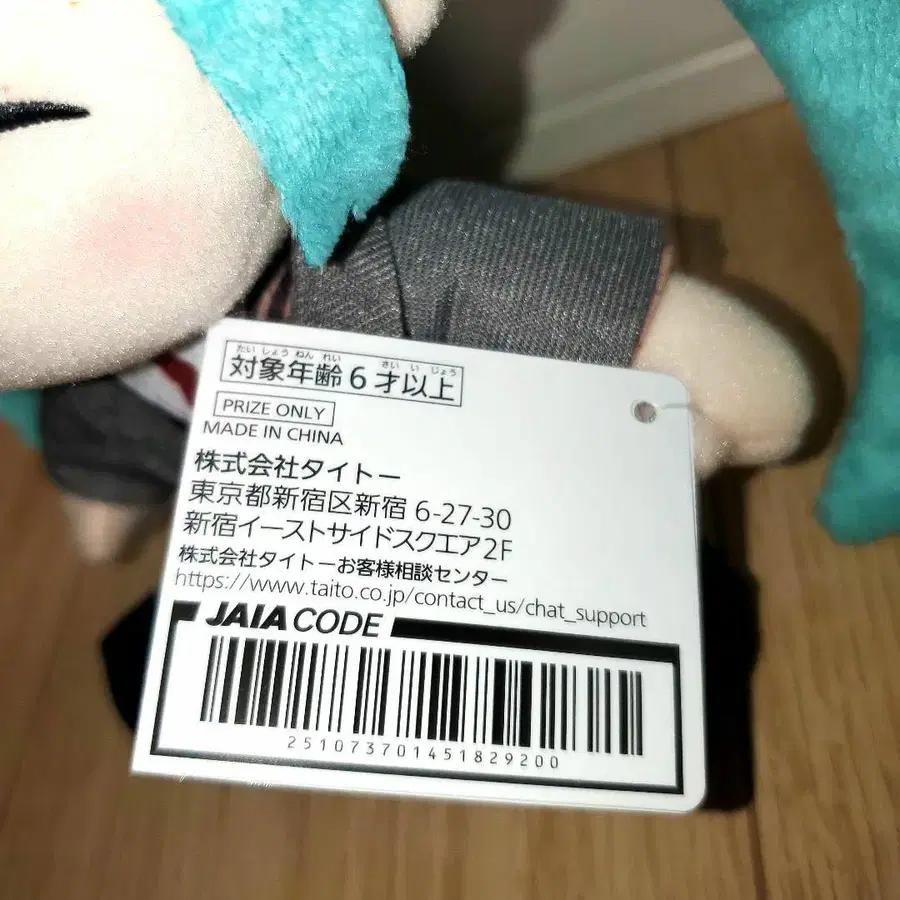 たいしょうねんれい さいいじょう
対象年齢6才以上
PRIZE ONLY
MADE IN CHINA
株式会社タイトー
東京都新宿区新宿 6-27-30
新宿イーストサイドスクエア2F
株式会社タイトーお客様相談センター
https://www.taito.co.jp/contact_us/chat_support
JAIA CODE
251073701451829200